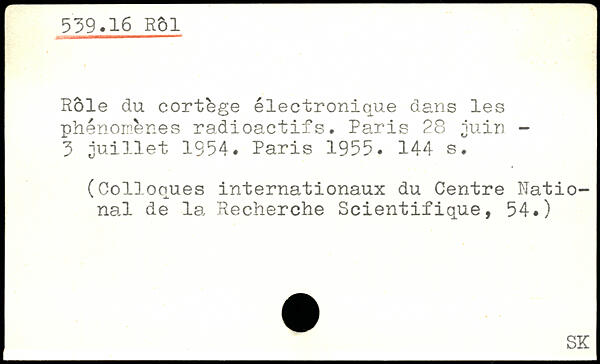 539.16 Rôl
Rôle du cortège électronique dans les
phénomènes radioactifs. Paris 28 juin -
3 juillet 1954. Paris 1955. 144 s.
(Colloques internationaux du Centre Natio-
nal de la Recherche Scientifique, 54.)
SK